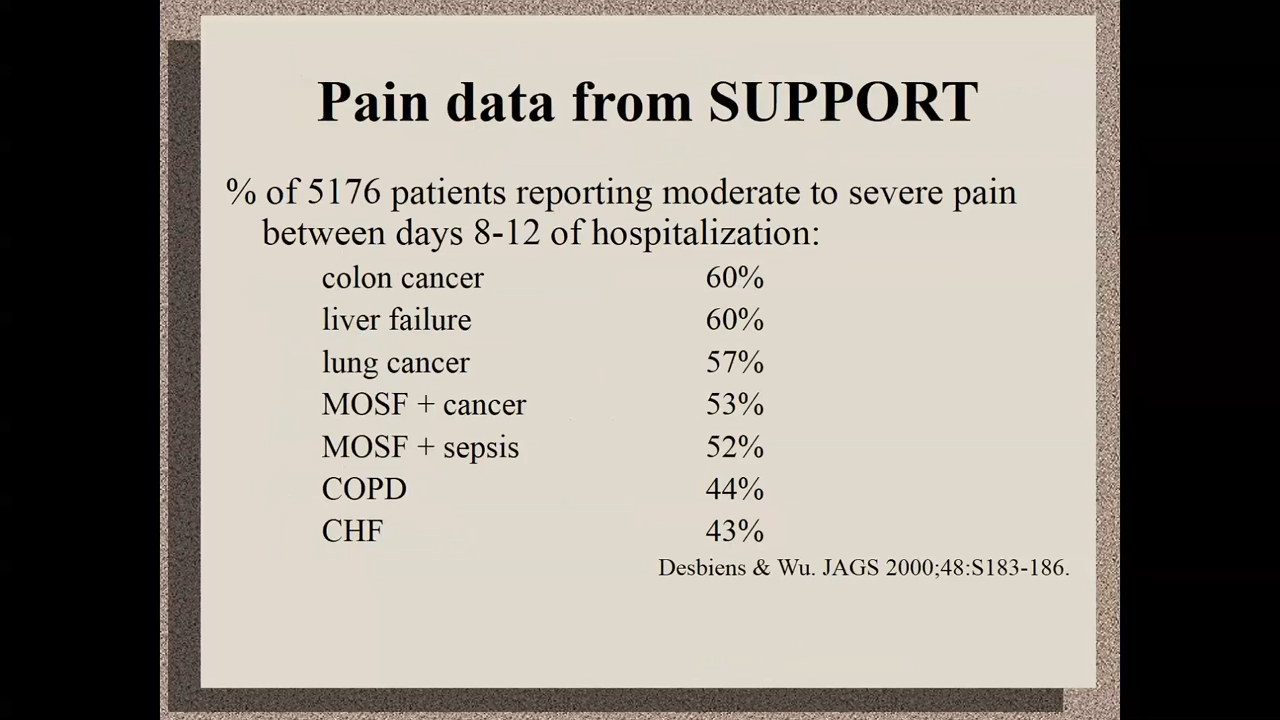 Pain data from SUPPORT
% of 5176 patients reporting moderate to severe pain
between days 8-12 of hospitalization:
colon cancer 60%
liver failure 60%
lung cancer 57%
MOSF + cancer 53%
MOSF + sepsis 52%
COPD 44%
CHF 43%
Desbiens & Wu. JAGS 2000;48:S183-186.